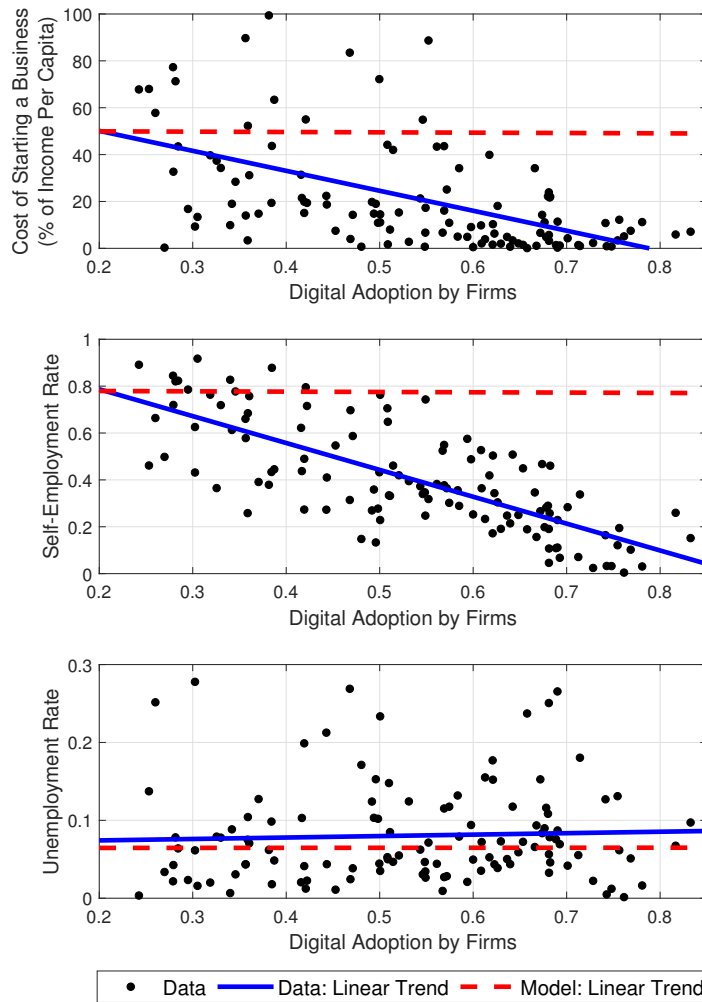 Cost of Starting a Business
(% of Income Per Capita)
100
80
60
40
20
0
0.2 0.3 0.4 0.5 0.6 0.7 0.8
Digital Adoption by Firms
Self-Employment Rate
1
0.8
0.6
0.4
0.2
0
0.2 0.3 0.4 0.5 0.6 0.7 0.8
Digital Adoption by Firms
Unemployment Rate
0.3
0.2
0.1
0
0.2 0.3 0.4 0.5 0.6 0.7 0.8
Digital Adoption by Firms
Data Data: Linear Trend Model: Linear Trend